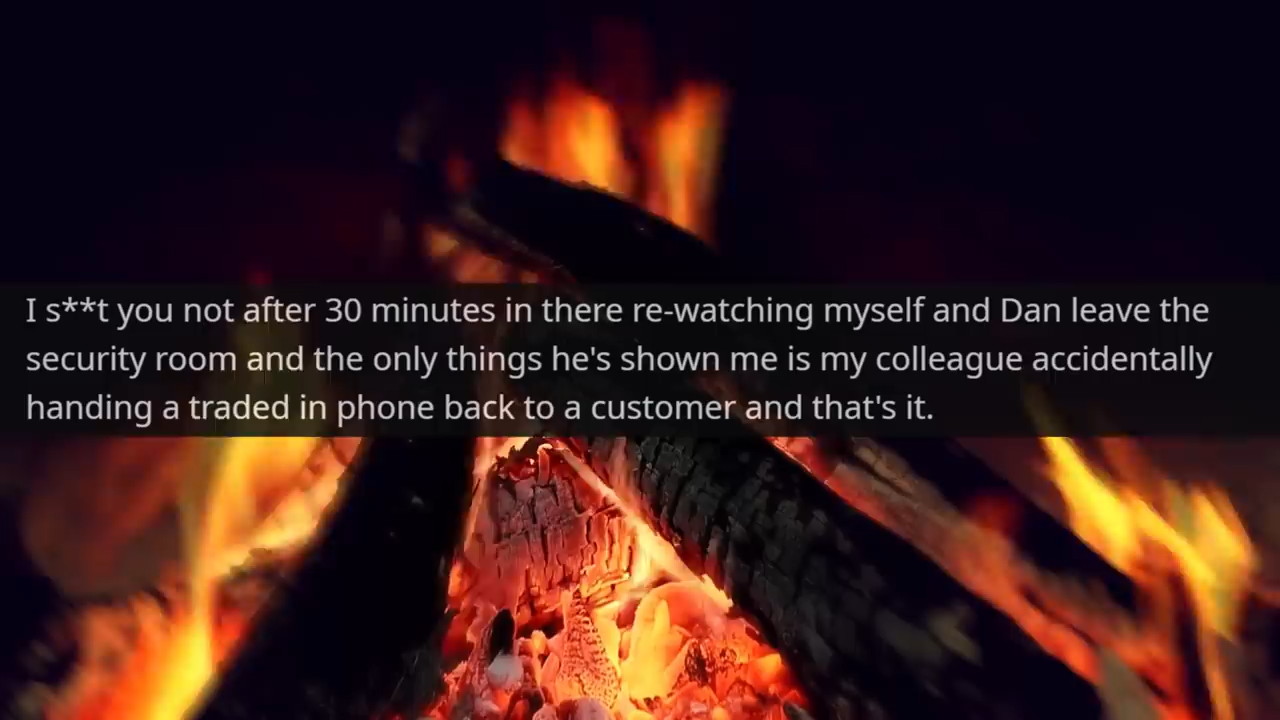 I s**t you not after 30 minutes in there re-watching myself and Dan leave the
security room and the only things he's shown me is my colleague accidentally
handing a traded in phone back to a customer and that's it.